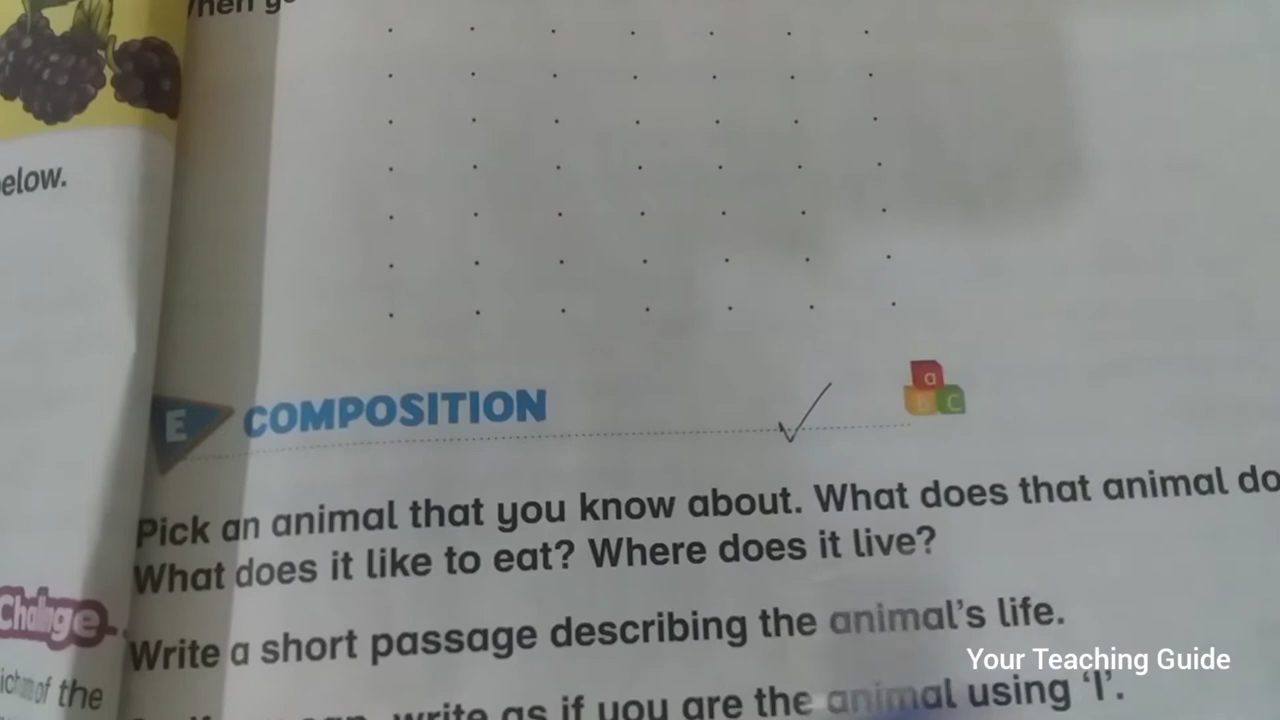 elow.
E COMPOSITION
a
c
Pick an animal that you know about. What does that animal do
What does it like to eat? Where does it live?
Challenge
Write a short passage describing the animal's life.
Your Teaching Guide
of the
write as if you are the animal using 'I'.